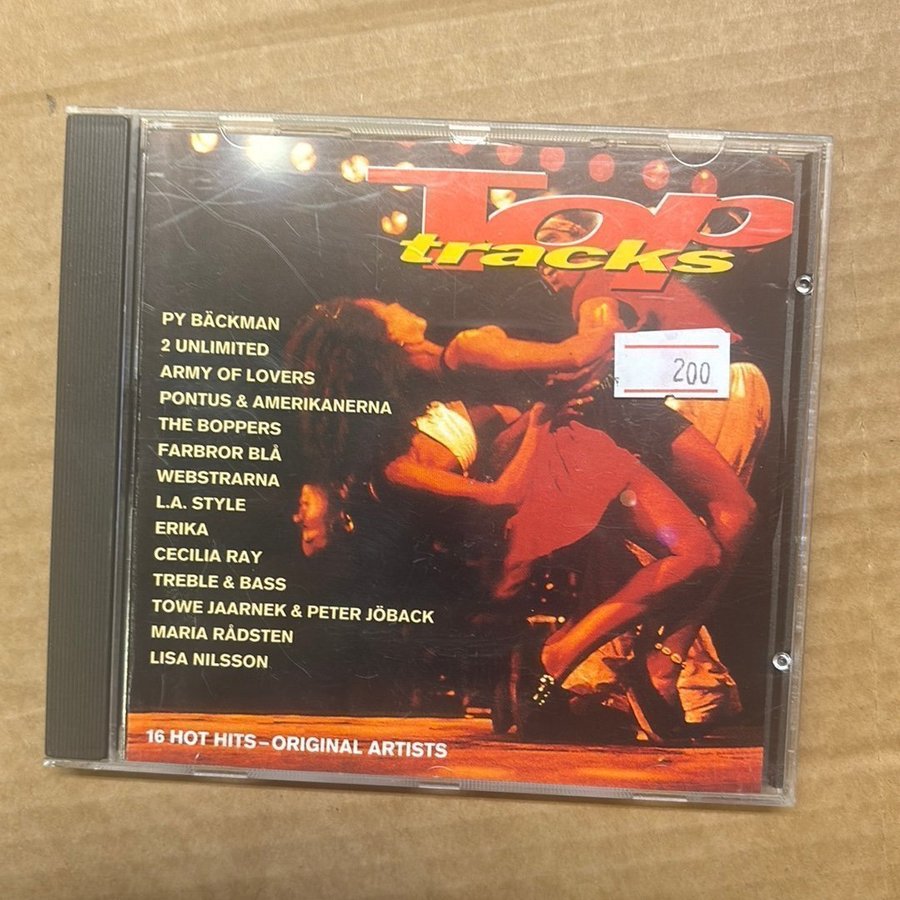 Top
tracks
PY BÄCKMAN
2 UNLIMITED
ARMY OF LOVERS
PONTUS & AMERIKANERNA
THE BOPPERS
FARBROR BLÅ
WEBSTRARNA
L.A. STYLE
ERIKA
CECILIA RAY
TREBLE & BASS
TOWE JAARNEK & PETER JÖBACK
MARIA RÅDSTEN
LISA NILSSON
200
16 HOT HITS – ORIGINAL ARTISTS